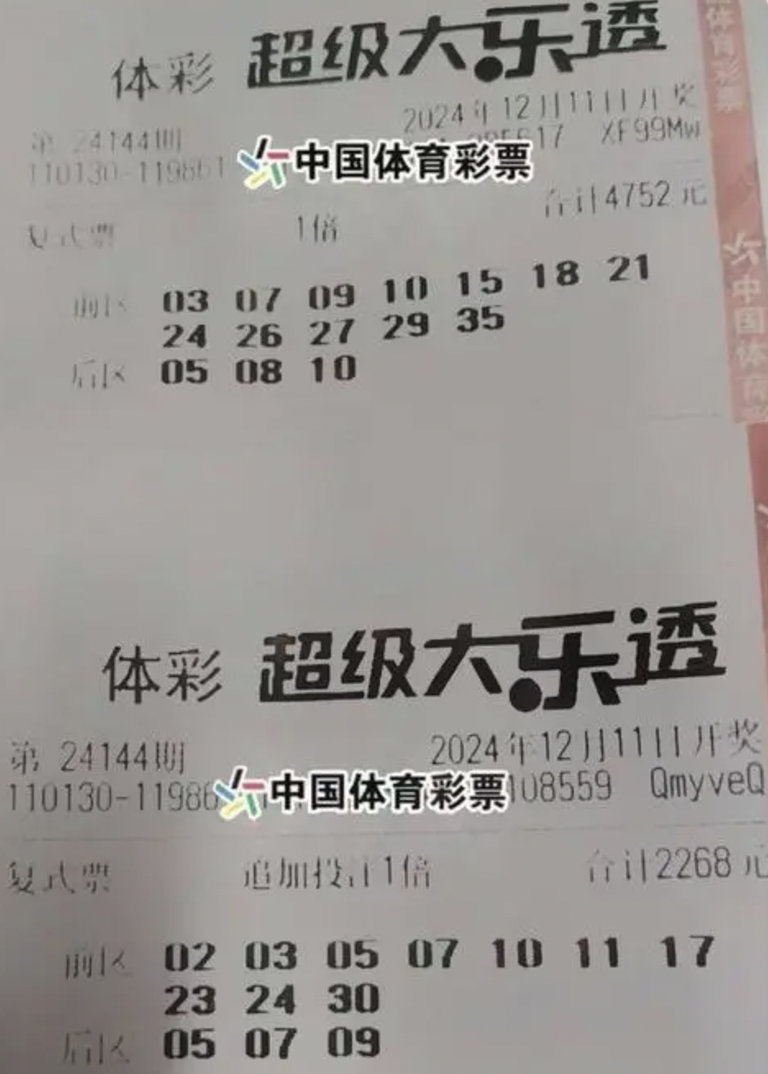 体彩 超级大乐透
2024年12月11日开奖
第 24144期
17 XF99Mw
110130-119861
中国体育彩票
合计4752元
复式票 1倍
前区 03 07 09 10 15 18 21
24 26 27 29 35
后区 05 08 10
体育彩票
中国体育彩
体彩 超级大乐透
第 24144期 2024年12月11日开奖
110130-11986 中国体育彩票 108559 QmyveQ
复式票 追加投注1倍 合计2268元
前区 02 03 05 07 10 11 17
23 24 30
后区 05 07 09